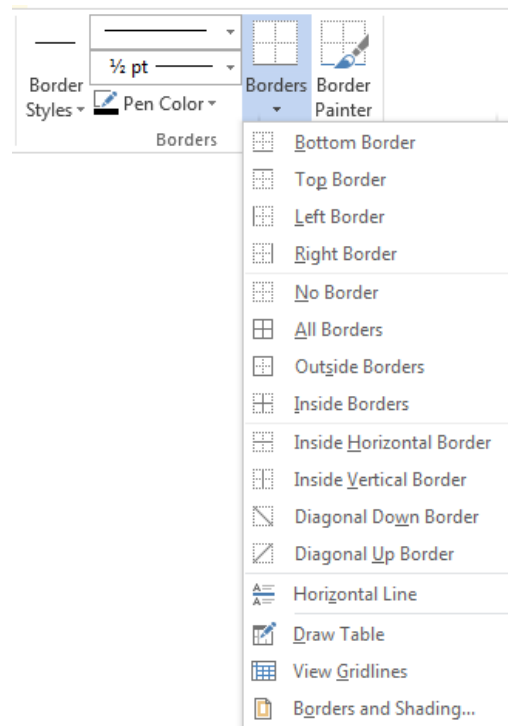 ½ pt
Border
Styles
Pen Color
Borders
Border
Painter
Borders
Bottom Border
Top Border
Left Border
Right Border
No Border
All Borders
Outside Borders
Inside Borders
Inside Horizontal Border
Inside Vertical Border
Diagonal Down Border
Diagonal Up Border
Horizontal Line
Draw Table
View Gridlines
Borders and Shading...